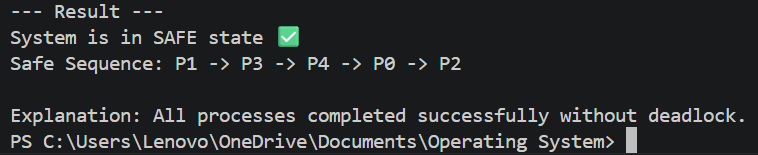 --- Result ---
System is in SAFE state ✅
Safe Sequence: P1 -> P3 -> P4 -> P0 -> P2
Explanation: All processes completed successfully without deadlock.
PS C:\Users\Lenovo\OneDrive\Documents\Operating System>